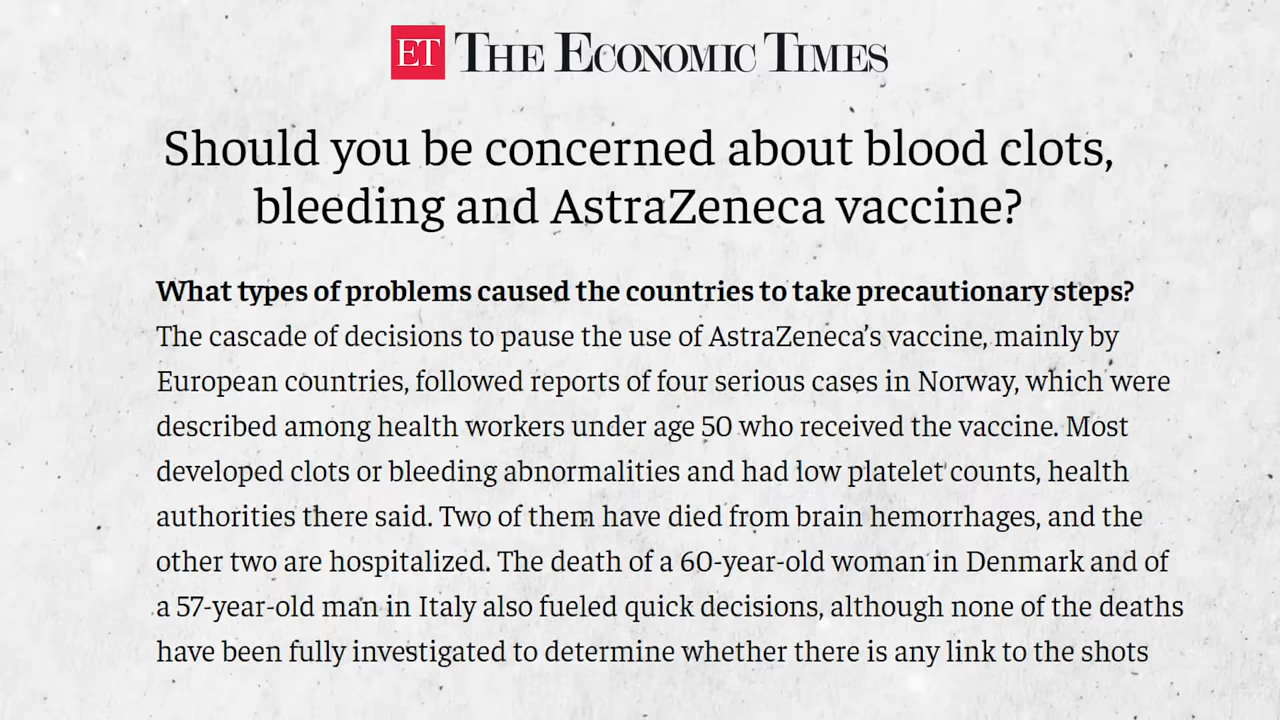 ET THE ECONOMIC TIMES
Should you be concerned about blood clots,
bleeding and AstraZeneca vaccine?
What types of problems caused the countries to take precautionary steps?
The cascade of decisions to pause the use of AstraZeneca’s vaccine, mainly by
European countries, followed reports of four serious cases in Norway, which were
described among health workers under age 50 who received the vaccine. Most
developed clots or bleeding abnormalities and had low platelet counts, health
authorities there said. Two of them have died from brain hemorrhages, and the
other two are hospitalized. The death of a 60-year-old woman in Denmark and of
a 57-year-old man in Italy also fueled quick decisions, although none of the deaths
have been fully investigated to determine whether there is any link to the shots